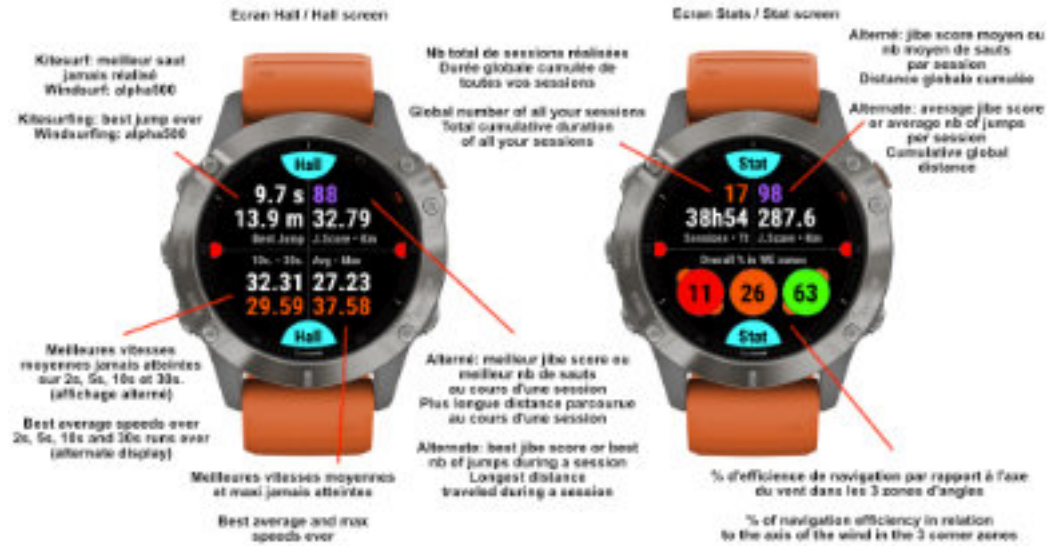 Ecran Hall / Hall screen
Ecran Stats / Stat screen
Kitesurf: meilleur saut
jamais réalisé
Windsurf: alpha500
Kitesurfing: best jump ever
Windsurfing: alpha500
Nb total de sessions réalisées
Durée globale cumulée de
toutes vos sessions
Global number of all your sessions
Total cumulative duration
of all your sessions
Alterné: jibe score moyen ou
nb moyen de sauts
par session
Distance globale cumulée
Alternate: average jibe score
or average nb of jumps
per session
Cumulative global
distance
Hall
9.7 s 88
13.9 m 32.79
Best Jump J.Score - Km
10s. - 30s. Avg - Max
32.31 27.23
29.59 37.58
Hall
Stat
17 98
38h54 287.6
Sessions - Tt J.Score - Km
Overall % in WE zones
11 26 63
Stat
Meilleures vitesses
moyennes jamais atteintes
sur 2s, 5s, 10s et 30s.
(affichage alterné)
Best average speeds over
2s, 5s, 10s and 30s runs ever
(alternate display)
Meilleures vitesses moyennes
et maxi jamais atteintes
Best average and max
speeds ever
Alterné: meilleur jibe score ou
meilleur nb de sauts
au cours d'une session
Plus longue distance parcourue
au cours d'une session
Alternate: best jibe score or best
nb of jumps during a session
Longest distance
traveled during a session
% d'efficience de navigation par rapport à l'axe
du vent dans les 3 zones d'angles
% of navigation efficiency in relation
to the axis of the wind in the 3 corner zones